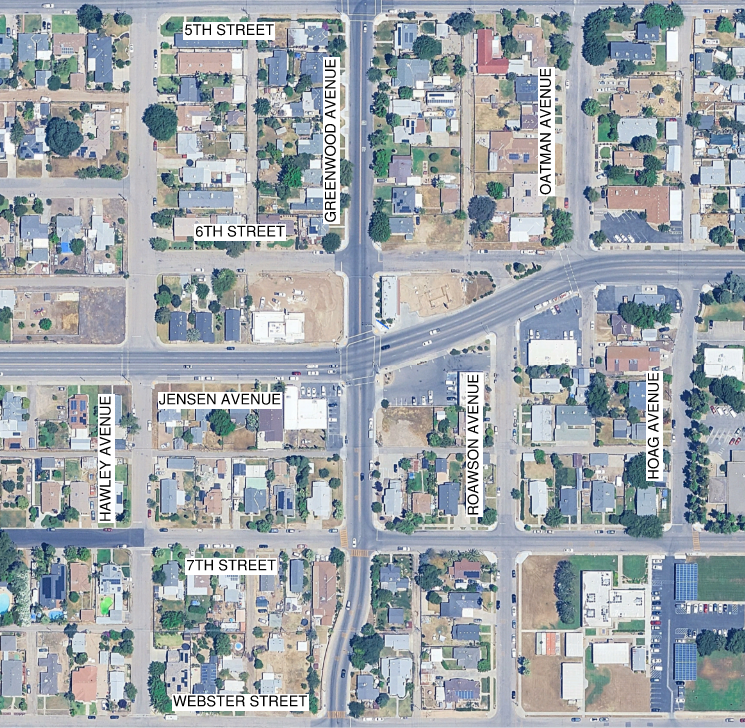 5TH STREET
GREENWOOD AVENUE
OATMAN AVENUE
6TH STREET
JENSEN AVENUE
HAWLEY AVENUE
ROAWSON AVENUE
HOAG AVENUE
7TH STREET
WEBSTER STREET